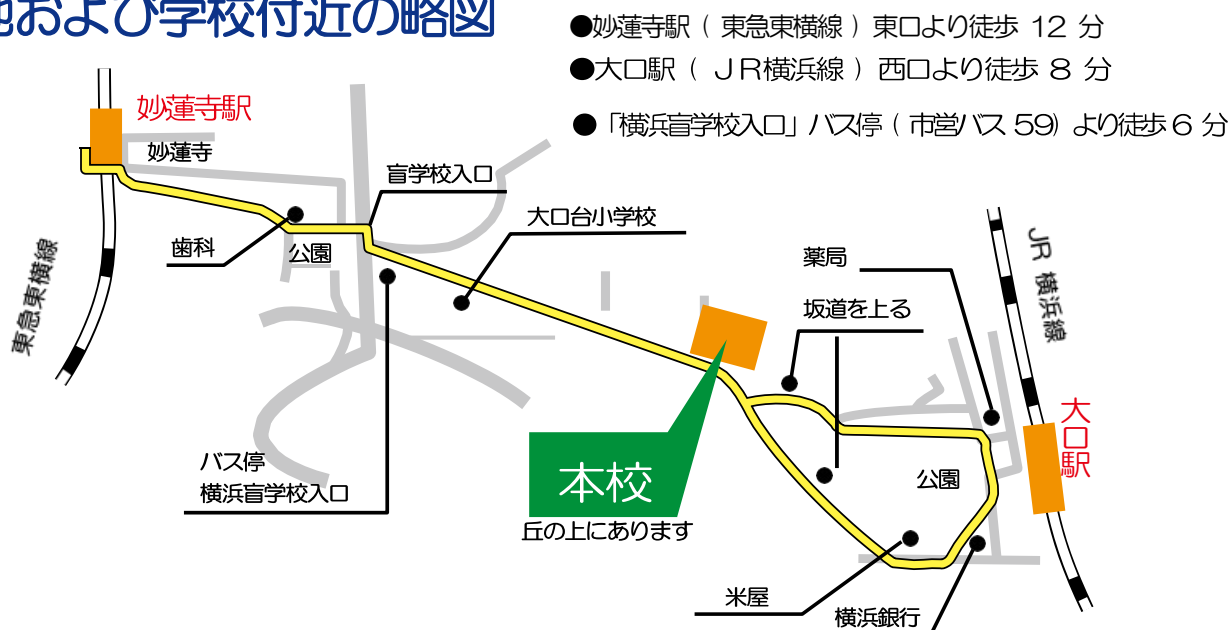 地および学校付近の略図
●妙蓮寺駅（東急東横線）東口より徒歩 12 分
●大口駅（ＪＲ横浜線）西口より徒歩 8 分
●「横浜盲学校入口」バス停（市営バス 59）より徒歩 6 分
妙蓮寺駅
妙蓮寺
盲学校入口
大口台小学校
歯科
公園
東急東横線
薬局
JR 横浜線
坂道を上る
大口駅
バス停
横浜盲学校入口
本校
公園
丘の上にあります
米屋
横浜銀行